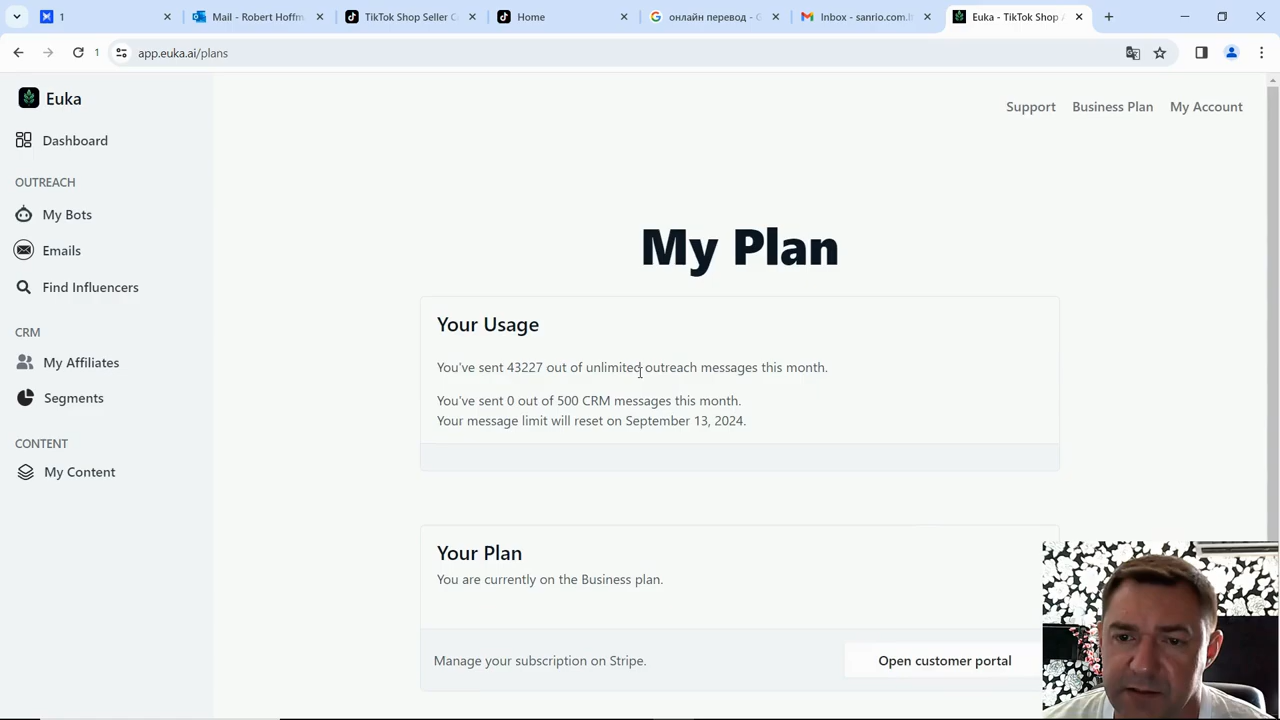 1
Mail - Robert Hoffm
TikTok Shop Seller C
Home
онлайн перевод - G
Inbox - sanrio.com.h
Euka - TikTok Shop A
1
app.euka.ai/plans
Euka
Support
Business Plan
My Account
Dashboard
OUTREACH
My Bots
Emails
Find Influencers
CRM
My Affiliates
Segments
CONTENT
My Content
My Plan
Your Usage
You've sent 43227 out of unlimited outreach messages this month.
You've sent 0 out of 500 CRM messages this month.
Your message limit will reset on September 13, 2024.
Your Plan
You are currently on the Business plan.
Manage your subscription on Stripe.
Open customer portal